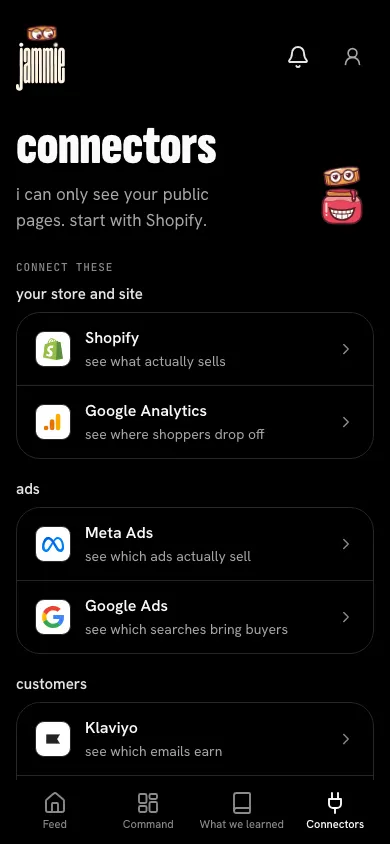 jammie
connectors
i can only see your public
pages. start with Shopify.
CONNECT THESE
your store and site
Shopify
see what actually sells
Google Analytics
see where shoppers drop off
ads
Meta Ads
see which ads actually sell
Google Ads
see which searches bring buyers
customers
Klaviyo
see which emails earn
Feed
Command
What we learned
Connectors